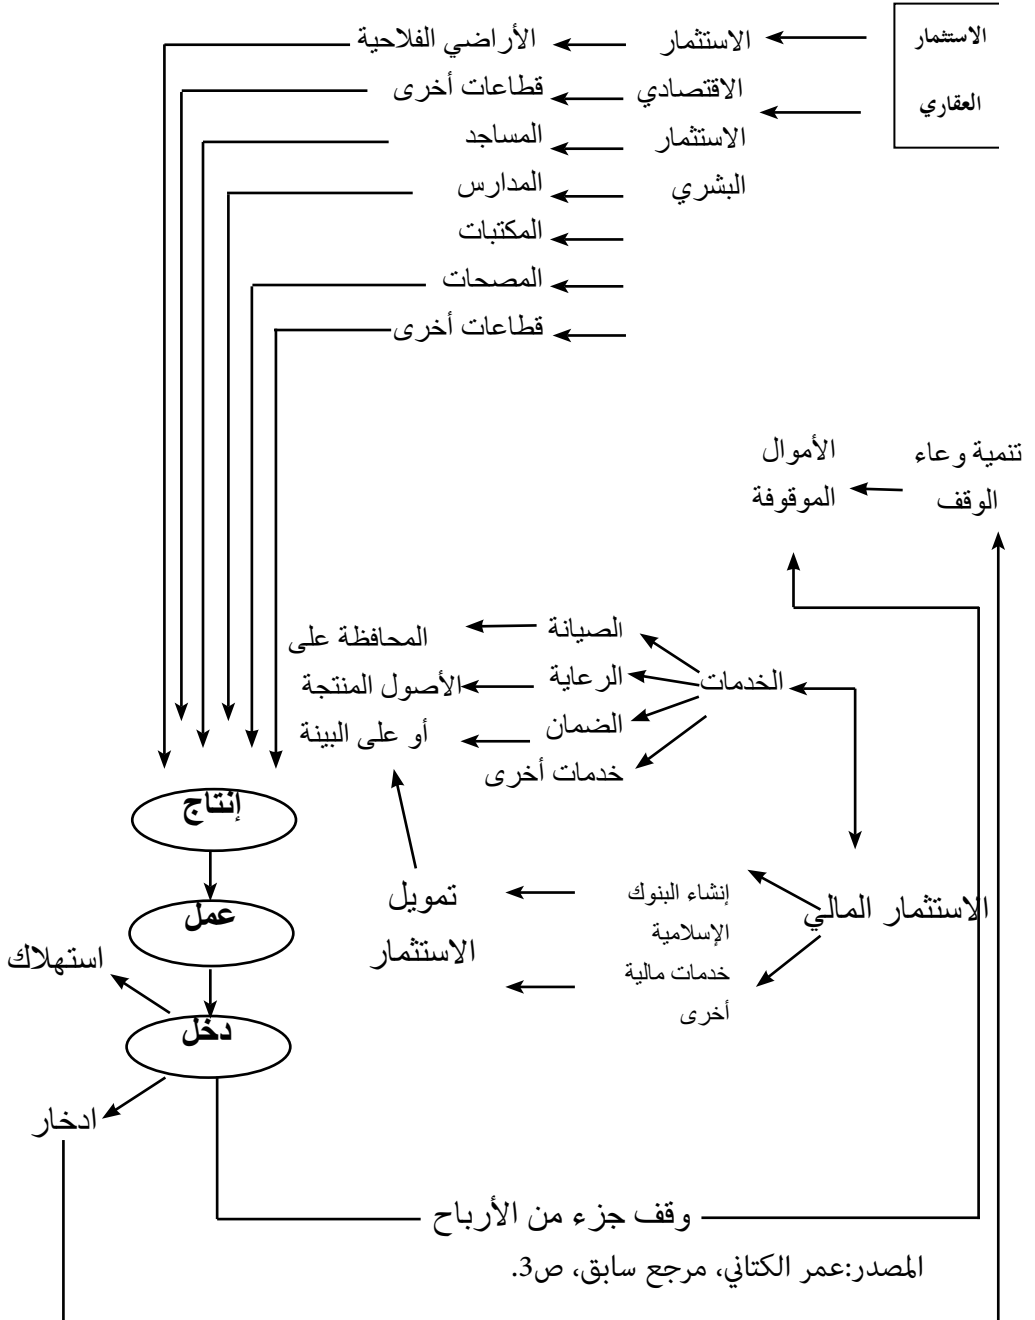 الاستثمار
العقاري
الاستثمار
الاقتصادي
الاستثمار
البشري
الأراضي الفلاحية
قطاعات أخرى
المساجد
المدارس
المكتبات
المصحات
قطاعات أخرى
تنمية وعاء
الوقف
الأموال
الموقوفة
الخدمات
الصيانة
الرعاية
الضمان
خدمات أخرى
المحافظة على
الأصول المنتجة
أو على البينة
الاستثمار المالي
إنشاء البنوك
الإسلامية
خدمات مالية
أخرى
تمويل
الاستثمار
إنتاج
عمل
دخل
استهلاك
ادخار
وقف جزء من الأرباح
المصدر:عمر الكتاني، مرجع سابق، ص3.